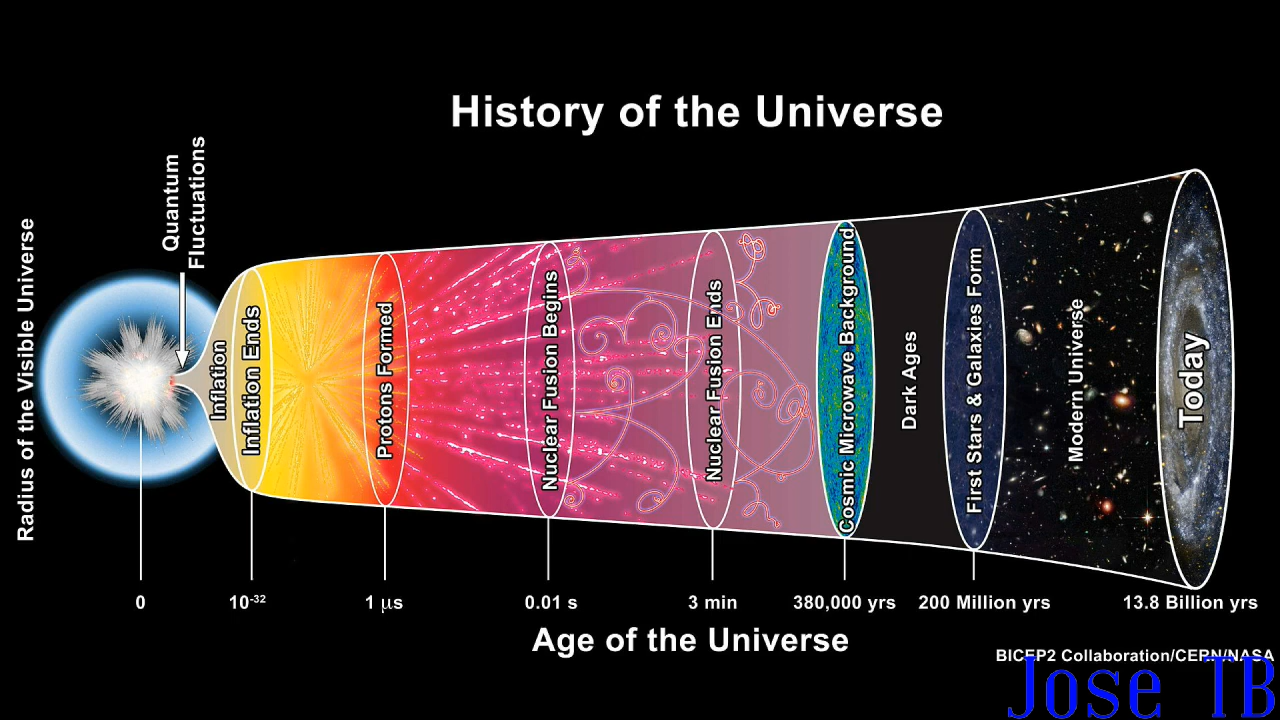 History of the Universe
Radius of the Visible Universe
Quantum
Fluctuations
Inflation
Inflation Ends
Protons Formed
Nuclear Fusion Begins
Nuclear Fusion Ends
Cosmic Microwave Background
Dark Ages
First Stars & Galaxies Form
Modern Universe
Today
0
10⁻³²
1 µs
0.01 s
3 min
380,000 yrs
200 Million yrs
13.8 Billion yrs
Age of the Universe
BICEP2 Collaboration/CERN/NASA
Jose TB